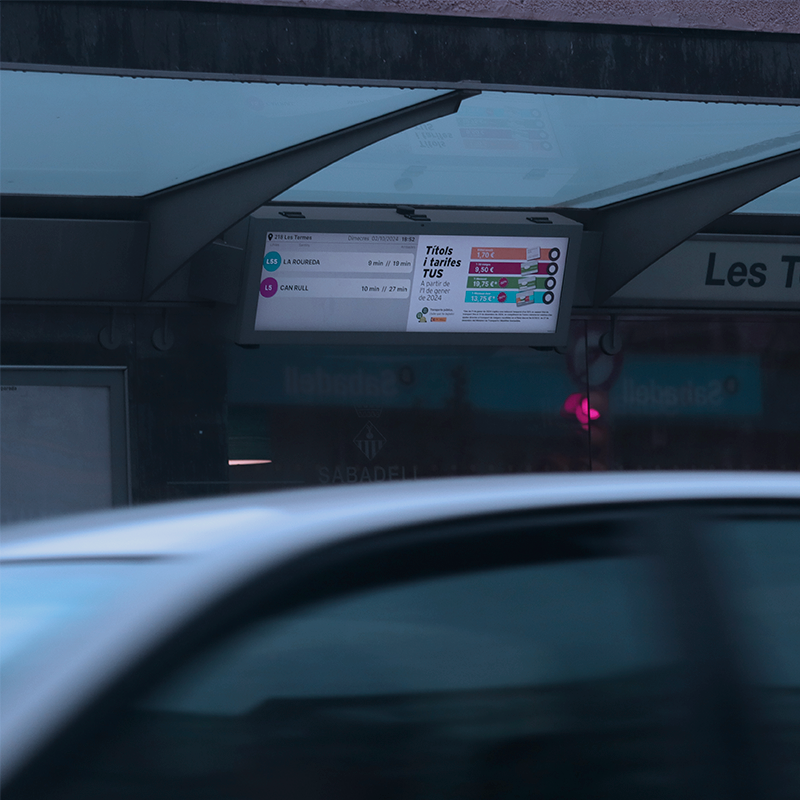 218 Les Termes Dimecres 02/10/2024 18:52
L55 LA ROUREDA 0 min // 19 min
L5 CAN RULL 10 min // 27 min
Títols
i tarifes
TUS
A partir de
l'1 de gener
de 2024
1,70 €
9,50 €
19,75 €*
13,75 €*
Les T
Sabadell
Sabadell
SABADELL